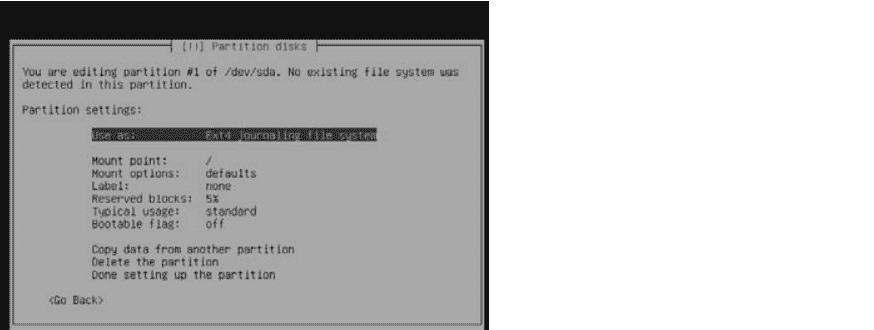 [!!] Partition disks
You are editing partition #1 of /dev/sda. No existing file system was
detected in this partition.
Partition settings:
Use as: Ext4 journaling file system
Mount point: /
Mount options: defaults
Label: none
Reserved blocks: 5%
Typical usage: standard
Bootable flag: off
Copy data from another partition
Delete the partition
Done setting up the partition
<Go Back>